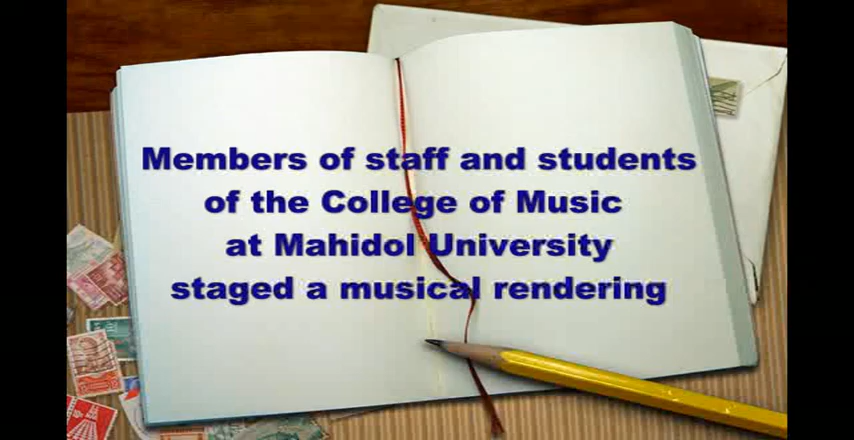 Members of staff and students
of the College of Music
at Mahidol University
staged a musical rendering